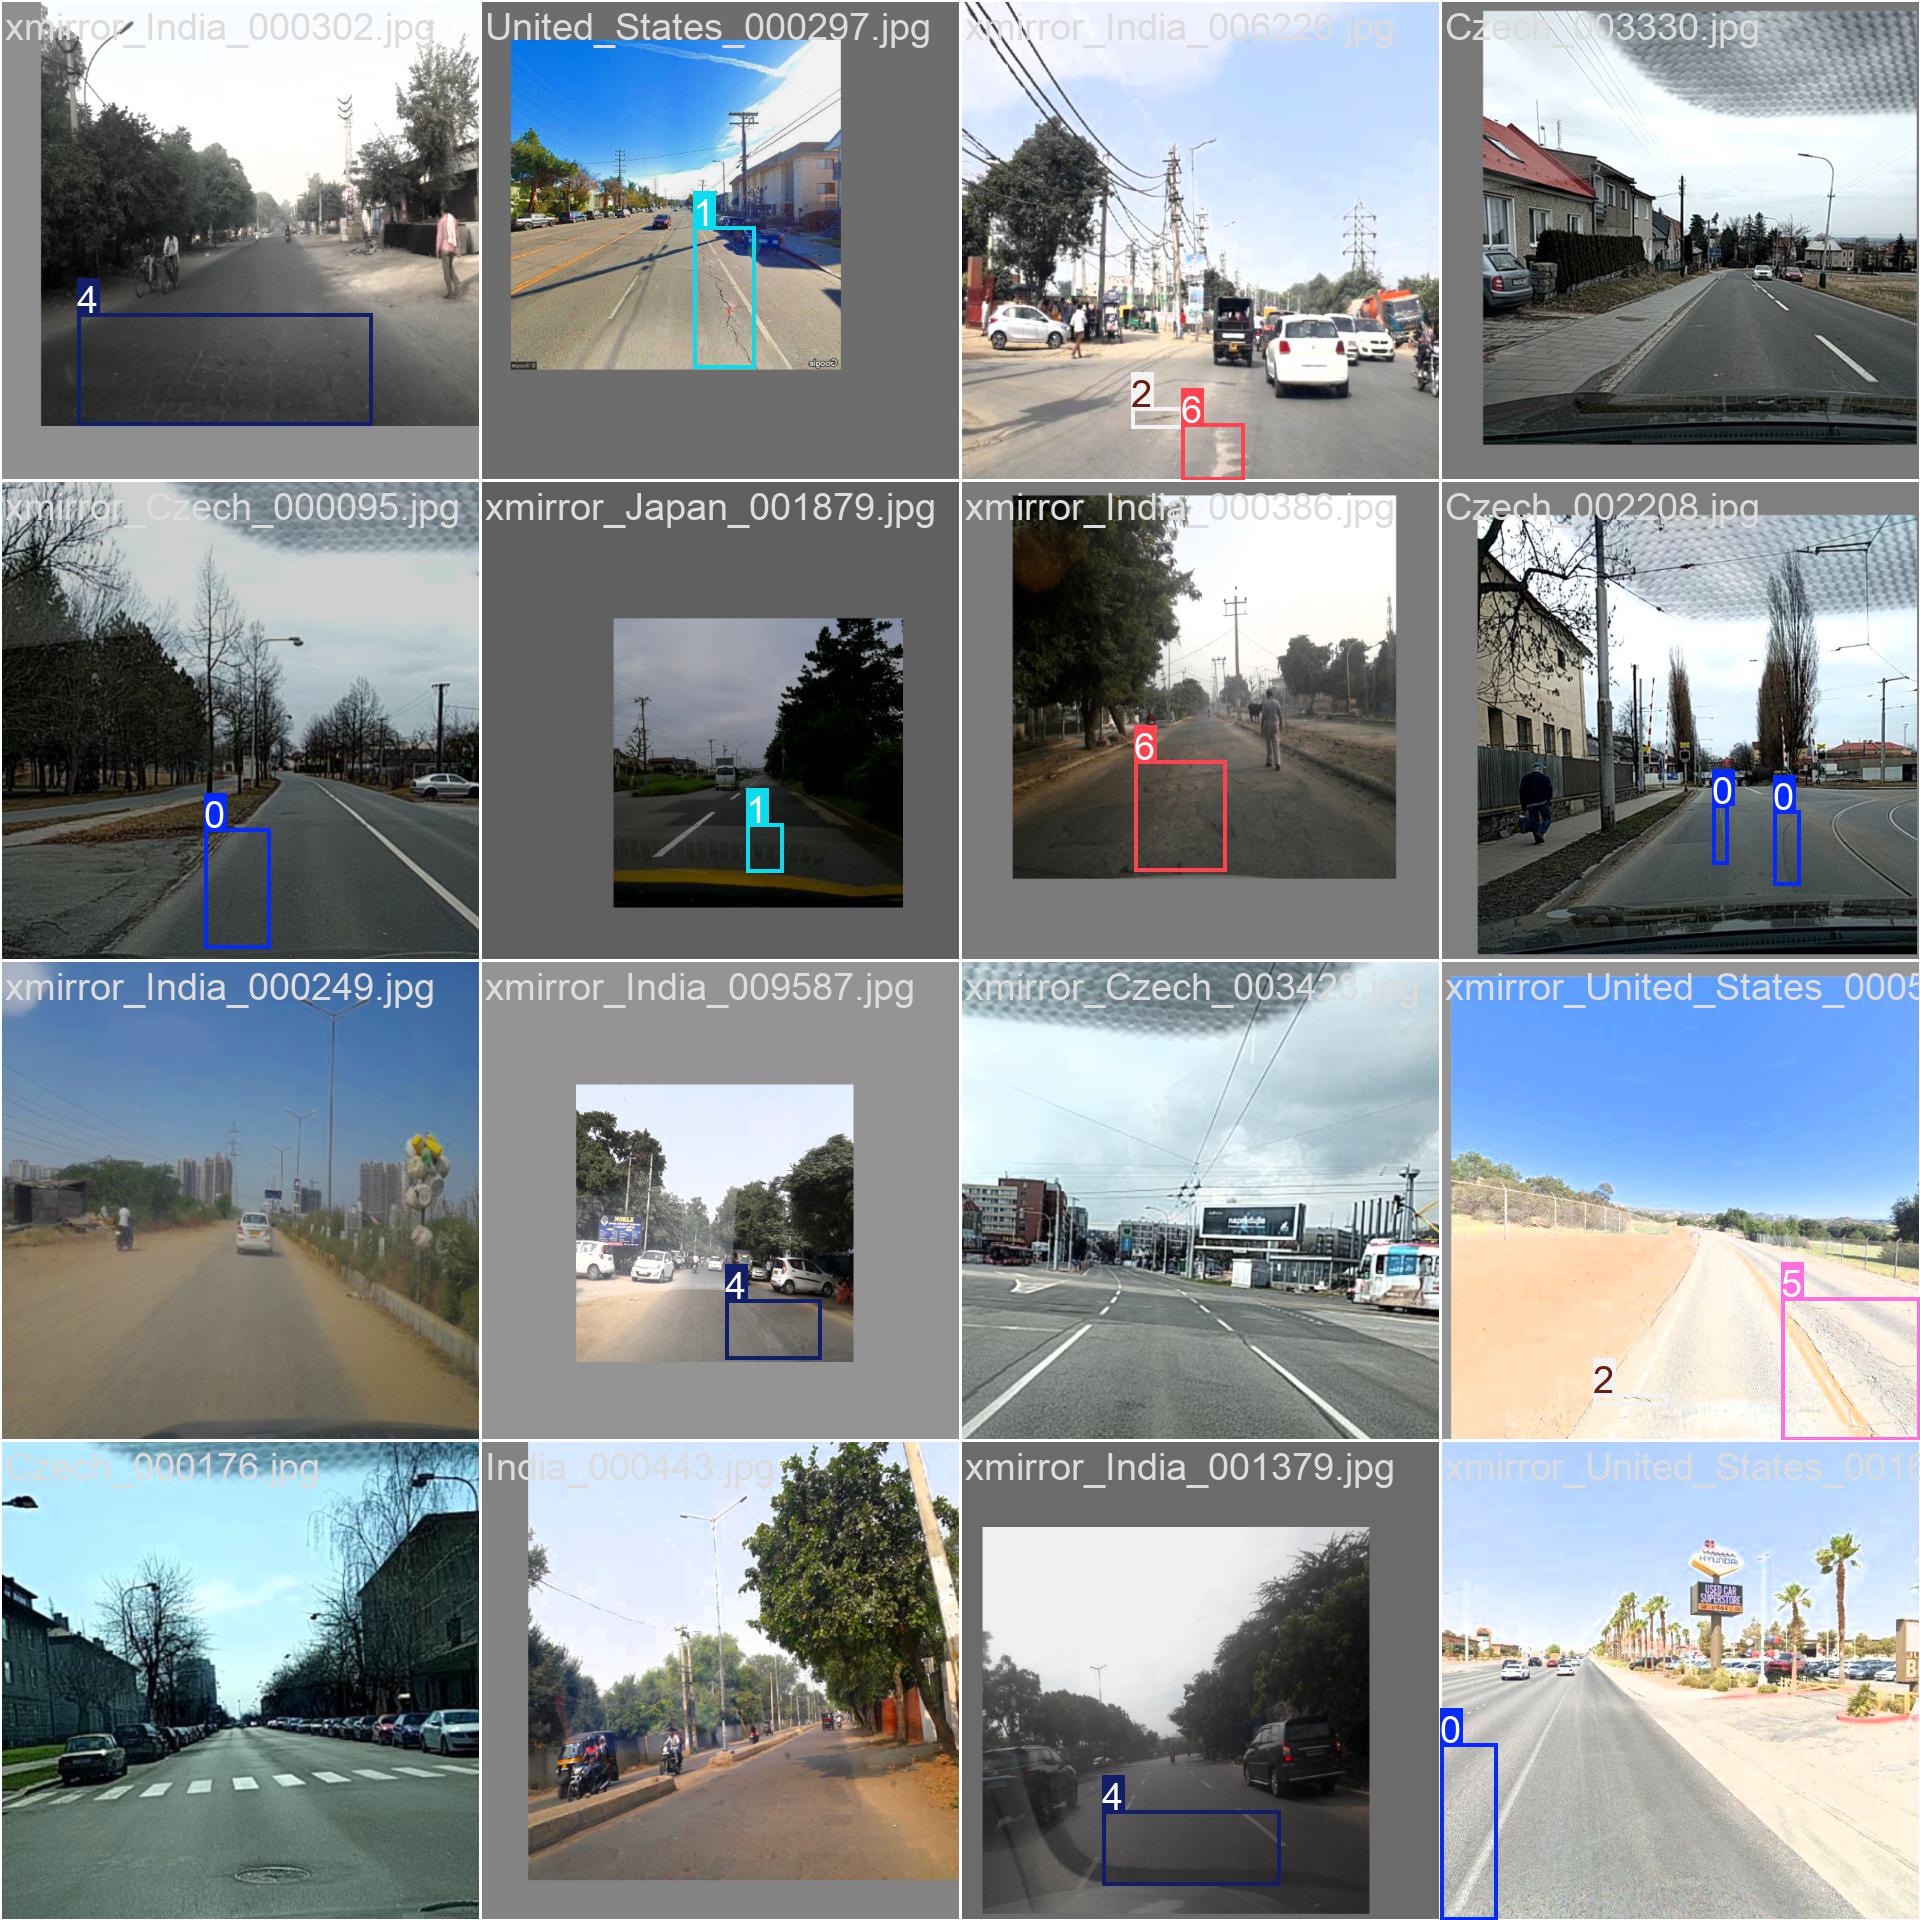 xmirror_India_000302.jpg
United_States_000297.jpg
xmirror_India_006226.jpg
Czech_003330.jpg
4
1
2
6
xmirror_Czech_000095.jpg
xmirror_Japan_001879.jpg
xmirror_India_000386.jpg
Czech_002208.jpg
0
1
6
0
0
xmirror_India_000249.jpg
xmirror_India_009587.jpg
xmirror_Czech_003423.jpg
xmirror_United_States_0005
NOBLE
4
5
2
Czech_000176.jpg
India_000443.jpg
xmirror_India_001379.jpg
xmirror_United_States_0016
HYUNDAI
USED CAR
SUPERSTORE
4
0